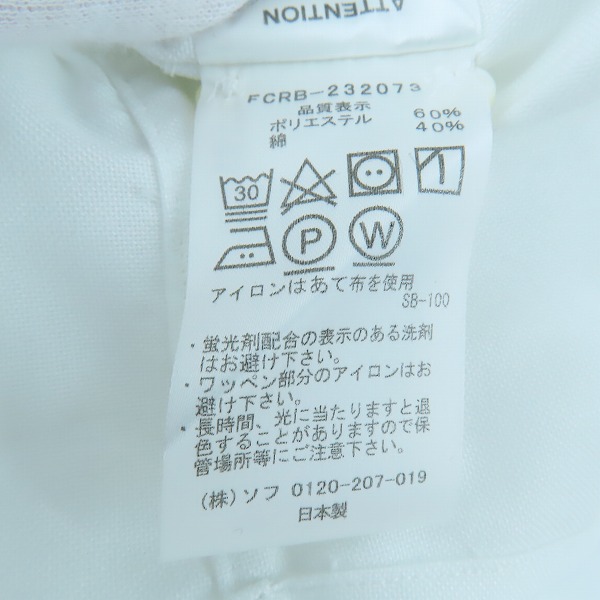 ATTENTION
FCRB-232073
品質表示
ポリエステル 60%
綿 40%
30
P W
アイロンはあて布を使用
SB-100
・蛍光剤配合の表示のある洗剤
はお避け下さい。
・ワッペン部分のアイロンはお
避け下さい。
・長時間、光に当たりますと退
色することがありますので保
管場所等にご注意下さい。
(株)ソフ 0120-207-019
日本製